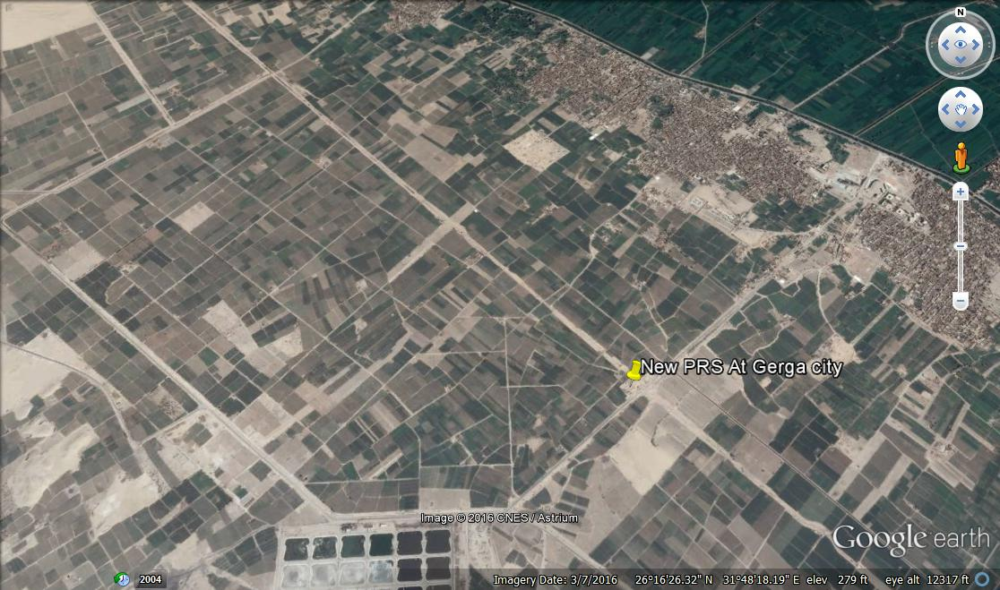 N
New PRS At Gerga city
Image © 2016 CNES / Astrium
Google earth
2004
Imagery Date: 3/7/2016 26°16'26.32" N 31°48'18.19" E elev 279 ft eye alt 12317 ft